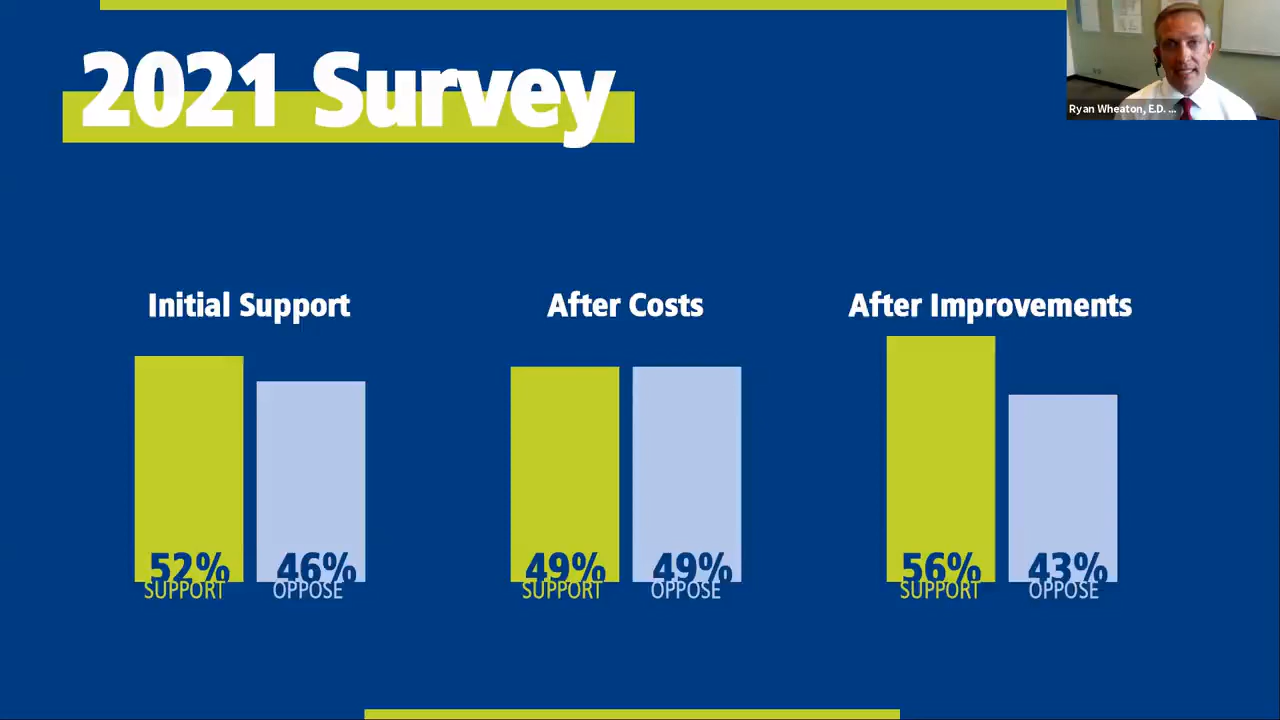 2021 Survey
Ryan Wheaton, E.D. ...
Initial Support
After Costs
After Improvements
52%
46%
49%
49%
56%
43%
SUPPORT
OPPOSE
SUPPORT
OPPOSE
SUPPORT
OPPOSE